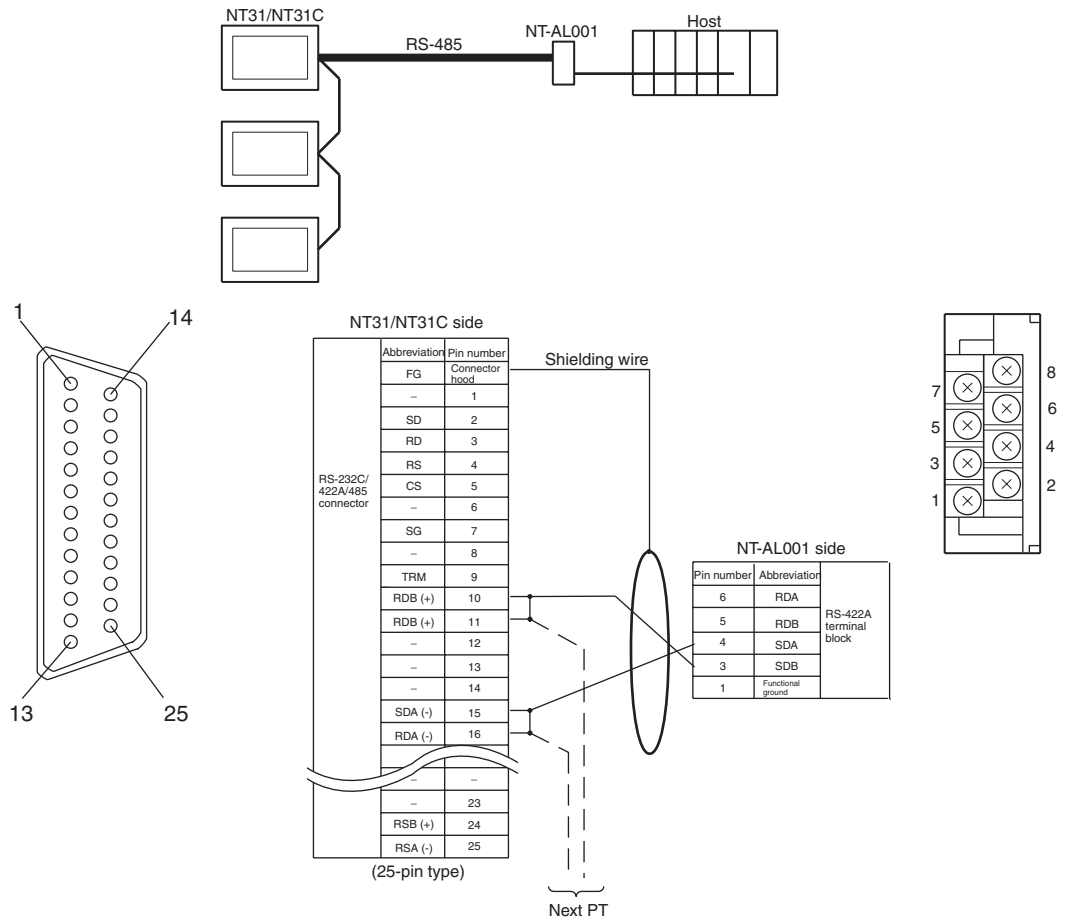 NT31/NT31C
RS-485
NT-AL001
Host
1
14
13
25
NT31/NT31C side
RS-232C/
422A/485
connector
Abbreviation Pin number
FG Connector hood
– 1
SD 2
RD 3
RS 4
CS 5
– 6
SG 7
– 8
TRM 9
RDB (+) 10
RDB (+) 11
– 12
– 13
– 14
SDA (-) 15
RDA (-) 16
– –
– 23
RSB (+) 24
RSA (-) 25
(25-pin type)
Shielding wire
Next PT
NT-AL001 side
Pin number Abbreviation
6 RDA
5 RDB
4 SDA
3 SDB
1 Functional ground
RS-422A
terminal
block
8
7
6
5
4
3
2
1